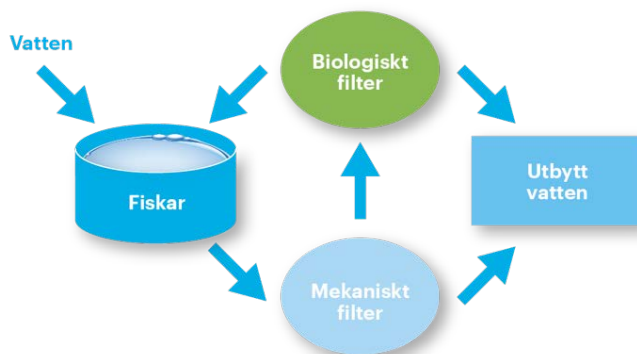 Vatten
Biologiskt
filter
Fiskar
Utbytt
vatten
Mekaniskt
filter